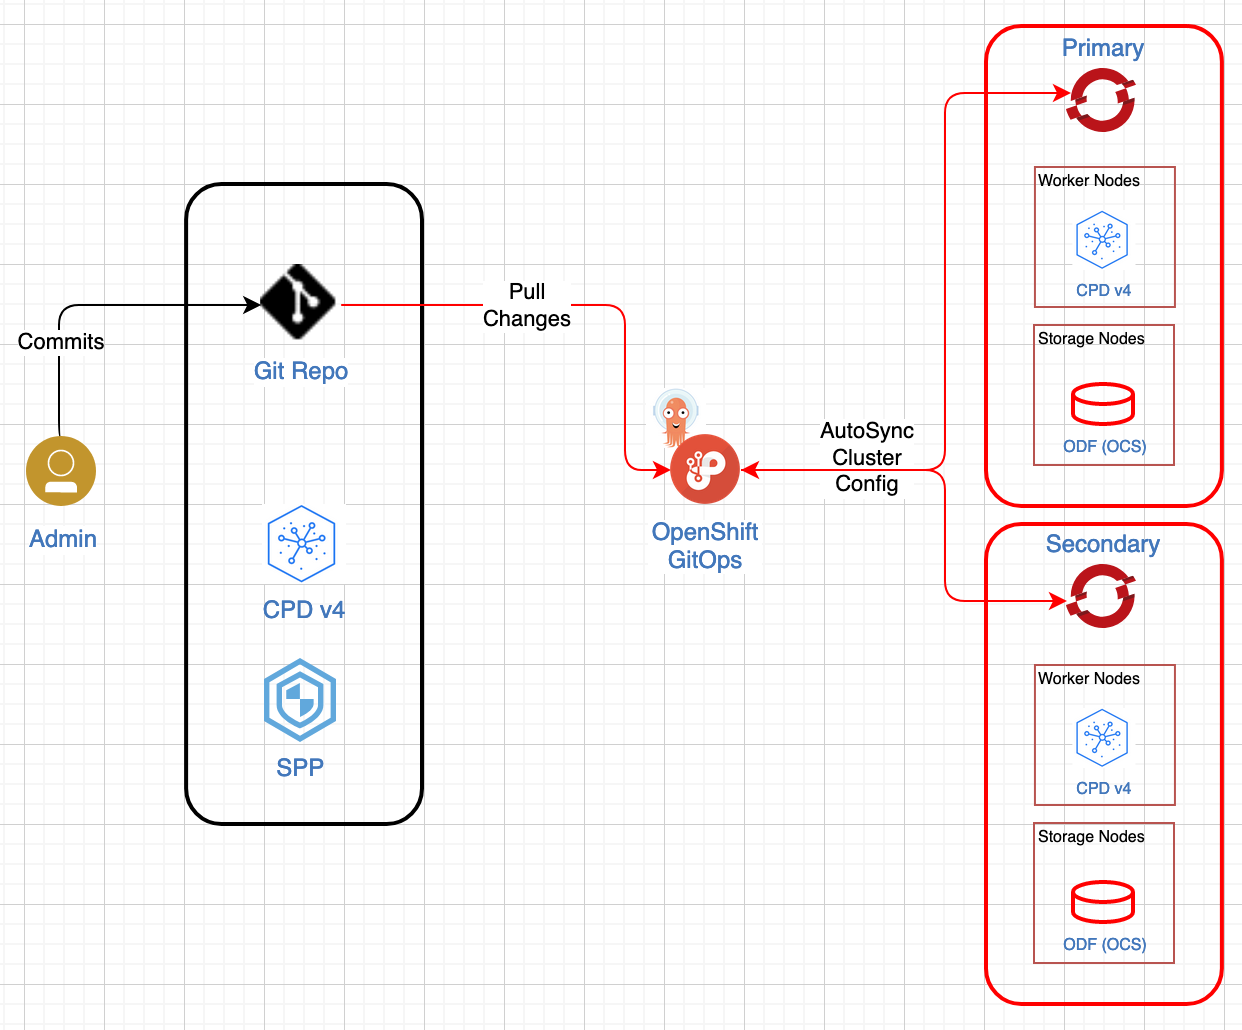 Commits
Admin
Git Repo
CPD v4
SPP
Pull
Changes
OpenShift
GitOps
AutoSync
Cluster
Config
Primary
Worker Nodes
CPD v4
Storage Nodes
ODF (OCS)
Secondary
Worker Nodes
CPD v4
Storage Nodes
ODF (OCS)